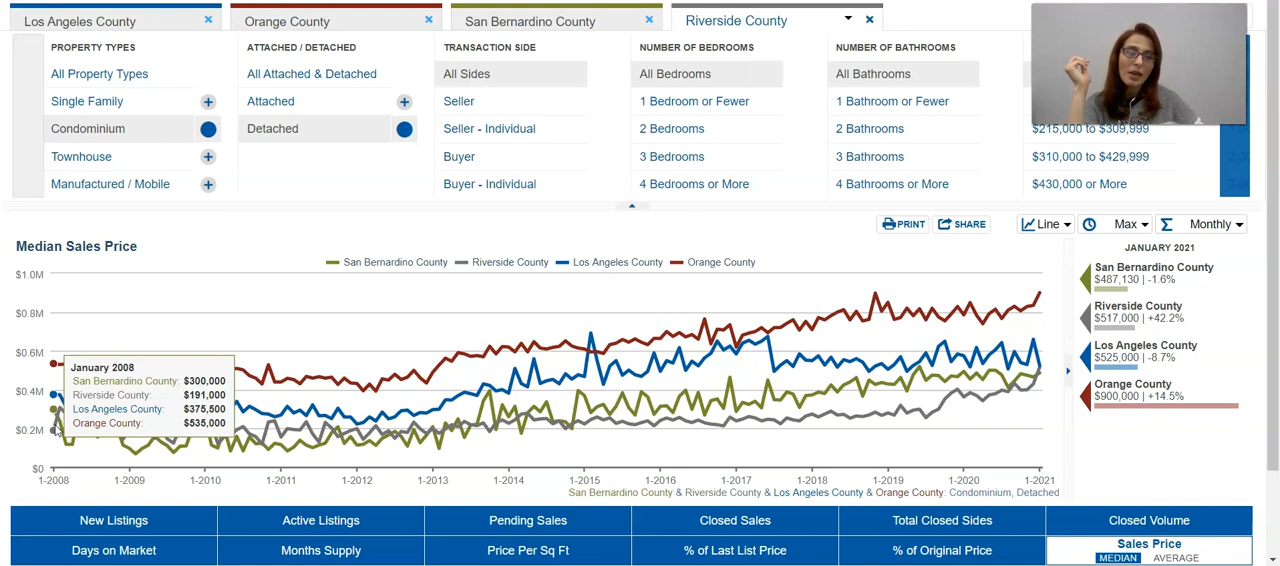 Los Angeles County ×
Orange County ×
San Bernardino County ×
Riverside County ×
PROPERTY TYPES
All Property Types
Single Family +
Condominium
Townhouse +
Manufactured / Mobile +
ATTACHED / DETACHED
All Attached & Detached
Attached +
Detached
TRANSACTION SIDE
All Sides
Seller
Seller - Individual
Buyer
Buyer - Individual
NUMBER OF BEDROOMS
All Bedrooms
1 Bedroom or Fewer
2 Bedrooms
3 Bedrooms
4 Bedrooms or More
NUMBER OF BATHROOMS
All Bathrooms
1 Bathroom or Fewer
2 Bathrooms
3 Bathrooms
4 Bathrooms or More
$215,000 to $309,999
$310,000 to $429,999
$430,000 or More
PRINT
SHARE
Line
Max
Σ Monthly
Median Sales Price
San Bernardino County
Riverside County
Los Angeles County
Orange County
$1.0M
$0.8M
$0.6M
$0.4M
$0.2M
$0
January 2008
San Bernardino County: $300,000
Riverside County: $191,000
Los Angeles County: $375,500
Orange County: $535,000
1-2008
1-2009
1-2010
1-2011
1-2012
1-2013
1-2014
1-2015
1-2016
1-2017
1-2018
1-2019
1-2020
1-2021
San Bernardino County & Riverside County & Los Angeles County & Orange County: Condominium, Detached
JANUARY 2021
San Bernardino County
$487,130 | -1.6%
Riverside County
$517,000 | +42.2%
Los Angeles County
$525,000 | -8.7%
Orange County
$900,000 | +14.5%
New Listings
Active Listings
Pending Sales
Closed Sales
Total Closed Sides
Closed Volume
Days on Market
Months Supply
Price Per Sq Ft
% of Last List Price
% of Original Price
Sales Price
MEDIAN AVERAGE